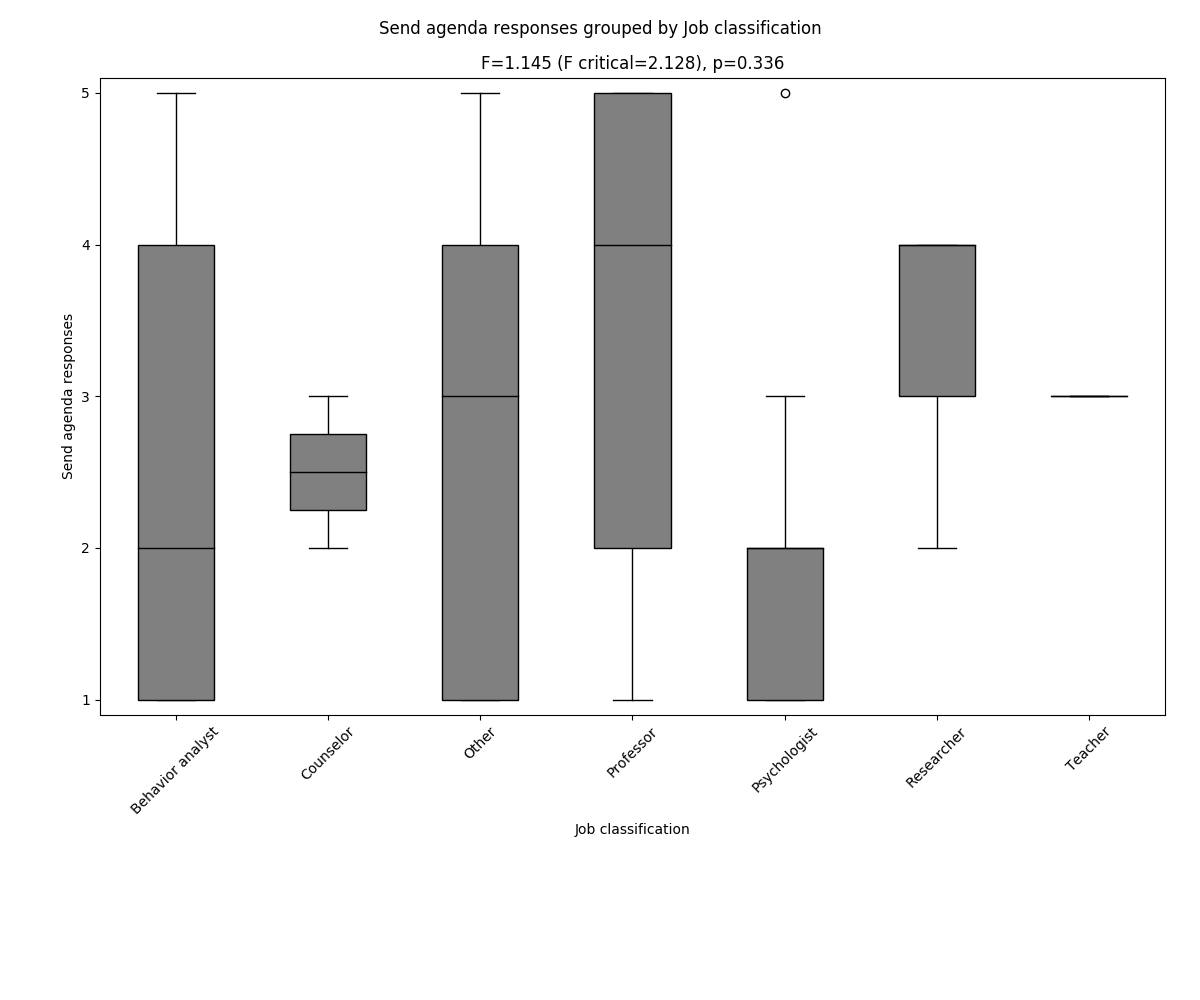 Send agenda responses grouped by Job classification
F=1.145 (F critical=2.128), p=0.336
5
4
3
2
1
Send agenda responses
Behavior analyst
Counselor
Other
Professor
Psychologist
Researcher
Teacher
Job classification